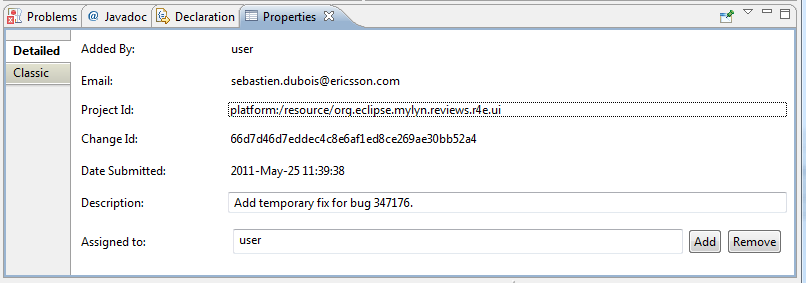 Problems @ Javadoc Declaration Properties
Detailed
Classic
Added By: user
Email: sebastien.dubois@ericsson.com
Project Id: platform:/resource/org.eclipse.mylyn.reviews.r4e.ui
Change Id: 66d7d46d7eddec4c8e6af1ed8ce269ae30bb52a4
Date Submitted: 2011-May-25 11:39:38
Description: Add temporary fix for bug 347176.
Assigned to: user Add Remove